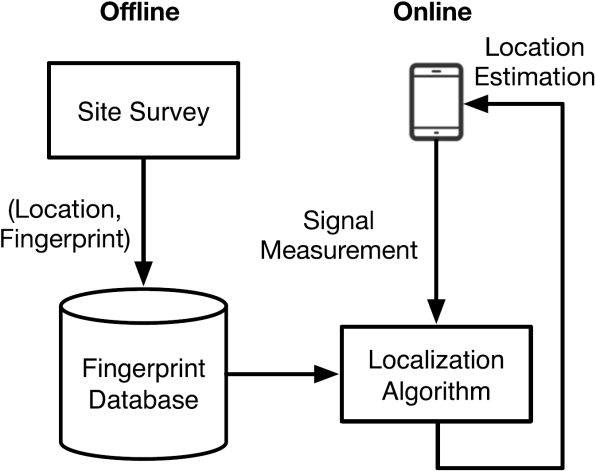 Offline
Online
Site Survey
Location
Estimation
(Location,
Fingerprint)
Signal
Measurement
Fingerprint
Database
Localization
Algorithm